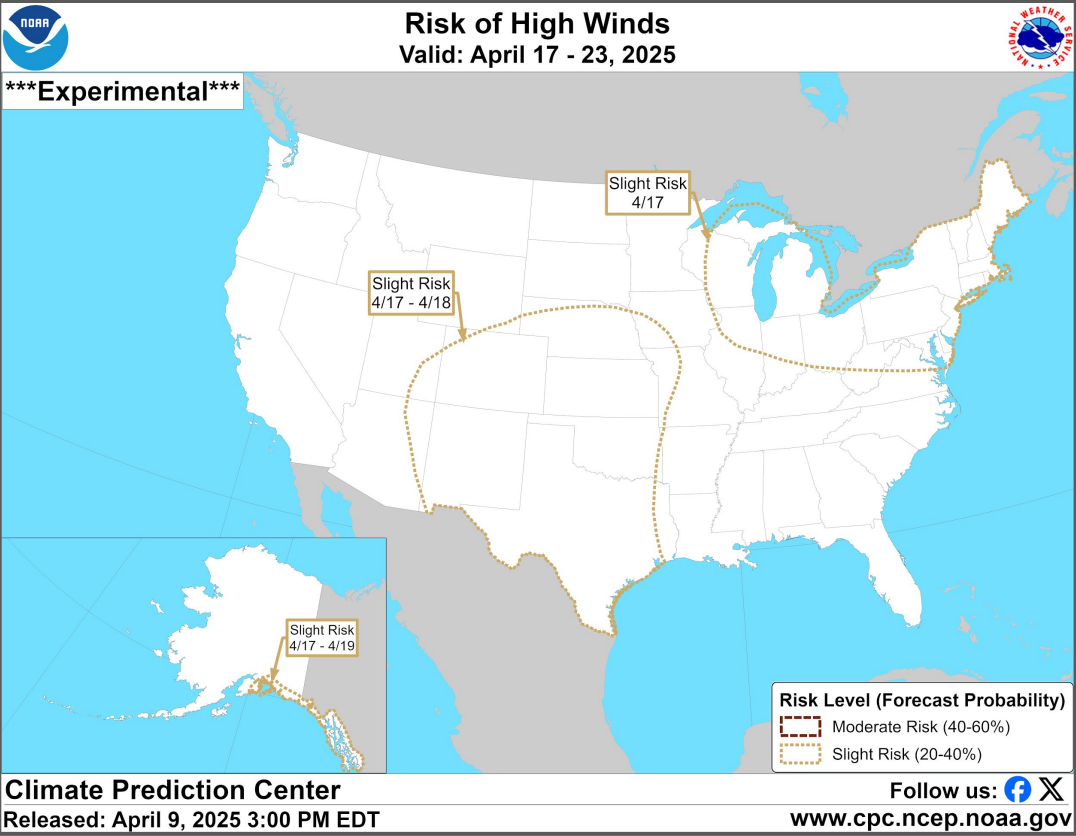 NOAA
Risk of High Winds
Valid: April 17 - 23, 2025
NATIONAL WEATHER SERVICE
***Experimental***
Slight Risk
4/17
Slight Risk
4/17 - 4/18
Slight Risk
4/17 - 4/19
Risk Level (Forecast Probability)
Moderate Risk (40-60%)
Slight Risk (20-40%)
Climate Prediction Center
Follow us:
Released: April 9, 2025 3:00 PM EDT
www.cpc.ncep.noaa.gov